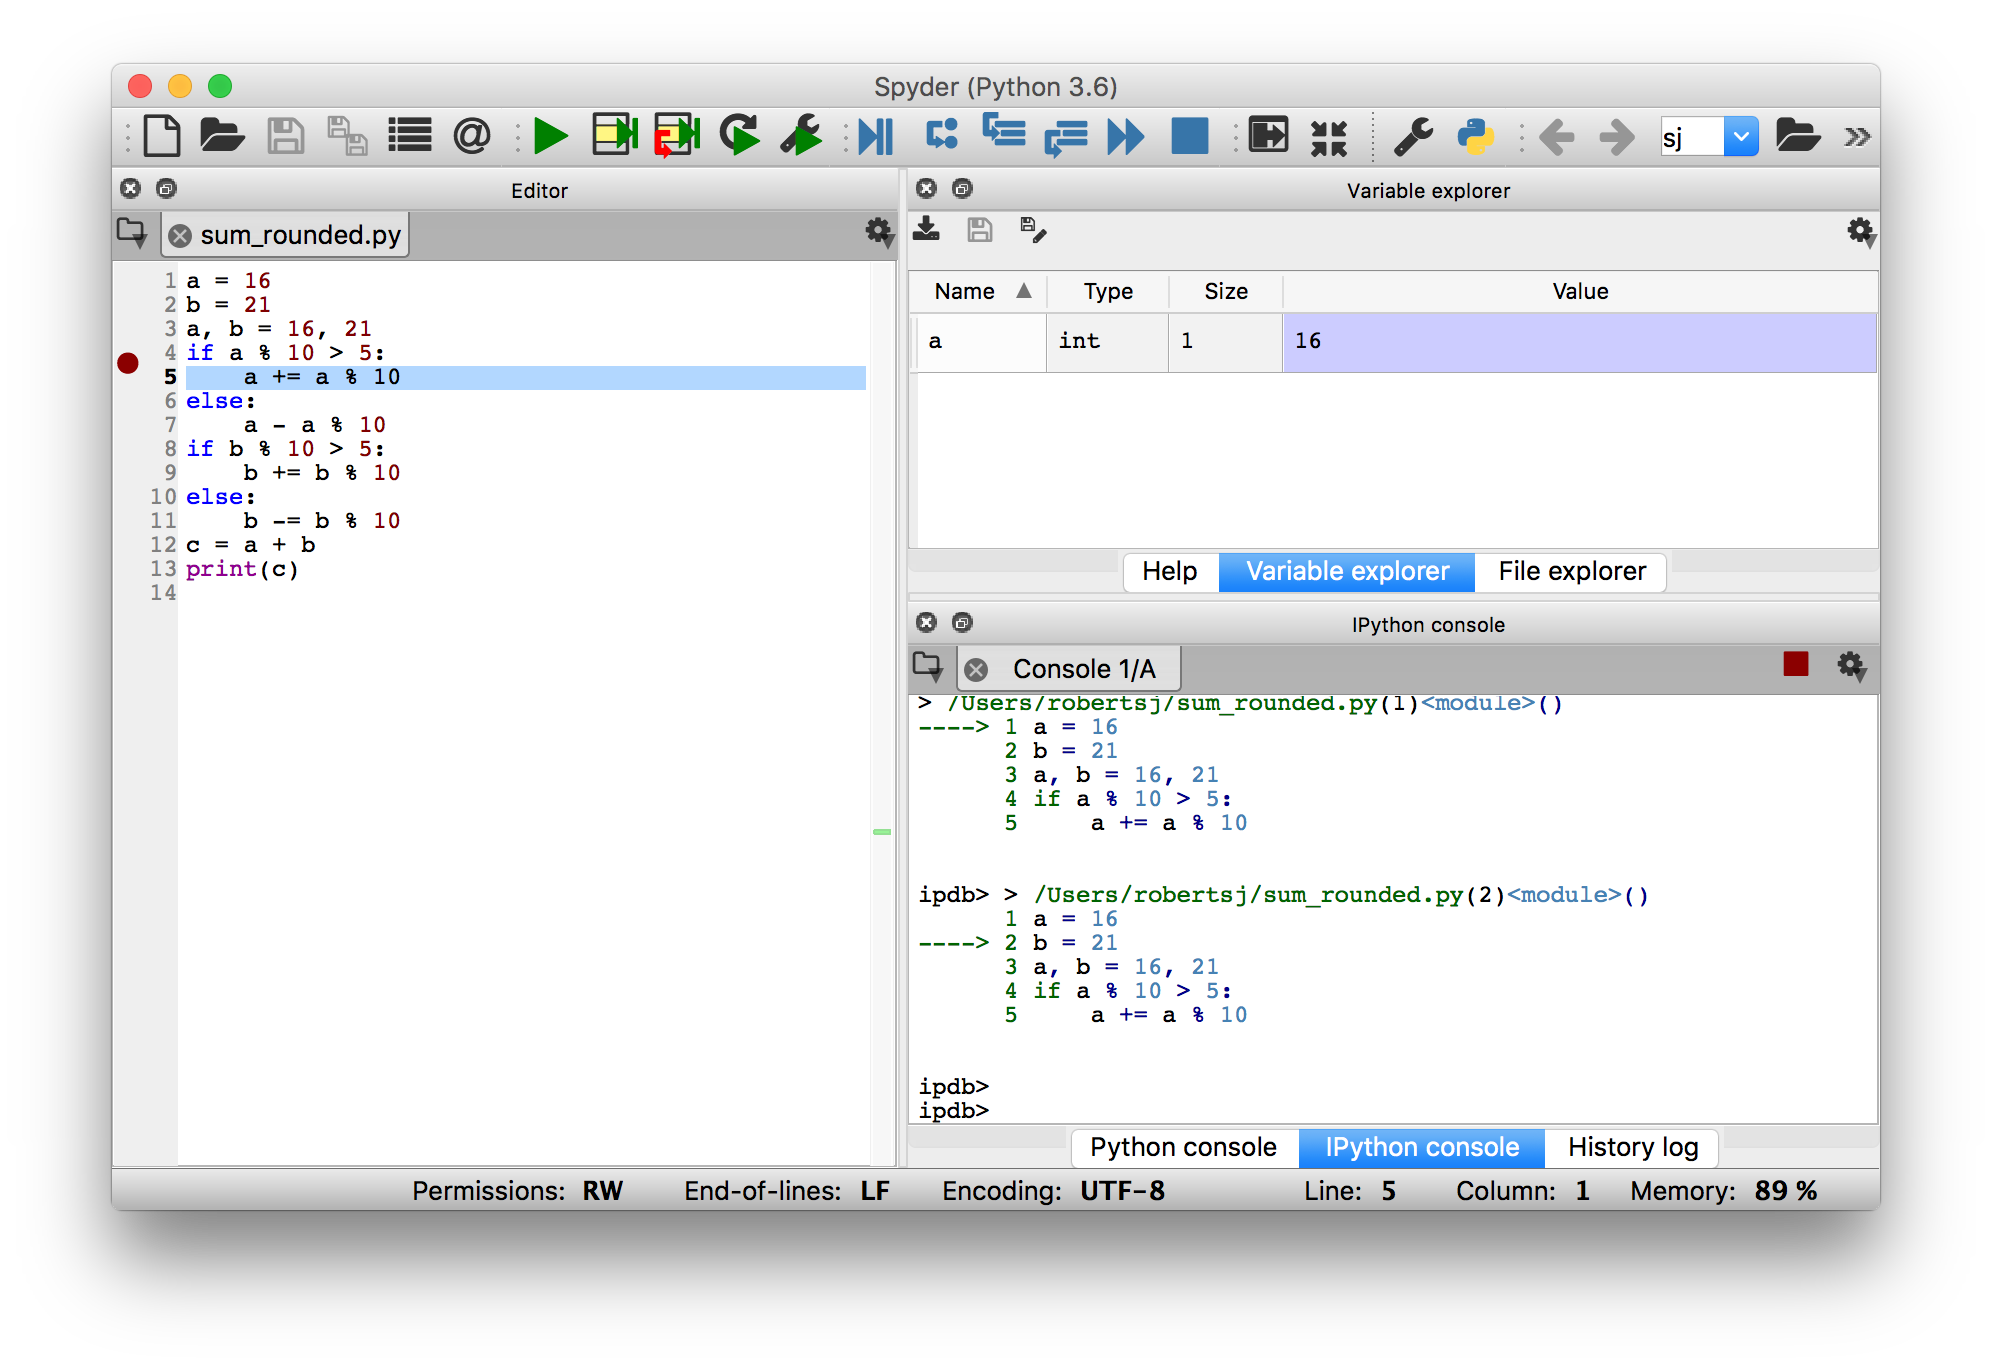 Spyder (Python 3.6)
@
sj
Editor
sum_rounded.py
1 a = 16
2 b = 21
3 a, b = 16, 21
4 if a % 10 > 5:
5     a += a % 10
6 else:
7     a - a % 10
8 if b % 10 > 5:
9     b += b % 10
10 else:
11     b -= b % 10
12 c = a + b
13 print(c)
14
Variable explorer
Name Type Size Value
a int 1 16
Help Variable explorer File explorer
IPython console
Console 1/A
> /Users/robertsj/sum_rounded.py(1)<module>()
----> 1 a = 16
      2 b = 21
      3 a, b = 16, 21
      4 if a % 10 > 5:
      5     a += a % 10
ipdb> > /Users/robertsj/sum_rounded.py(2)<module>()
      1 a = 16
----> 2 b = 21
      3 a, b = 16, 21
      4 if a % 10 > 5:
      5     a += a % 10
ipdb>
ipdb>
Python console IPython console History log
Permissions: RW End-of-lines: LF Encoding: UTF-8 Line: 5 Column: 1 Memory: 89 %